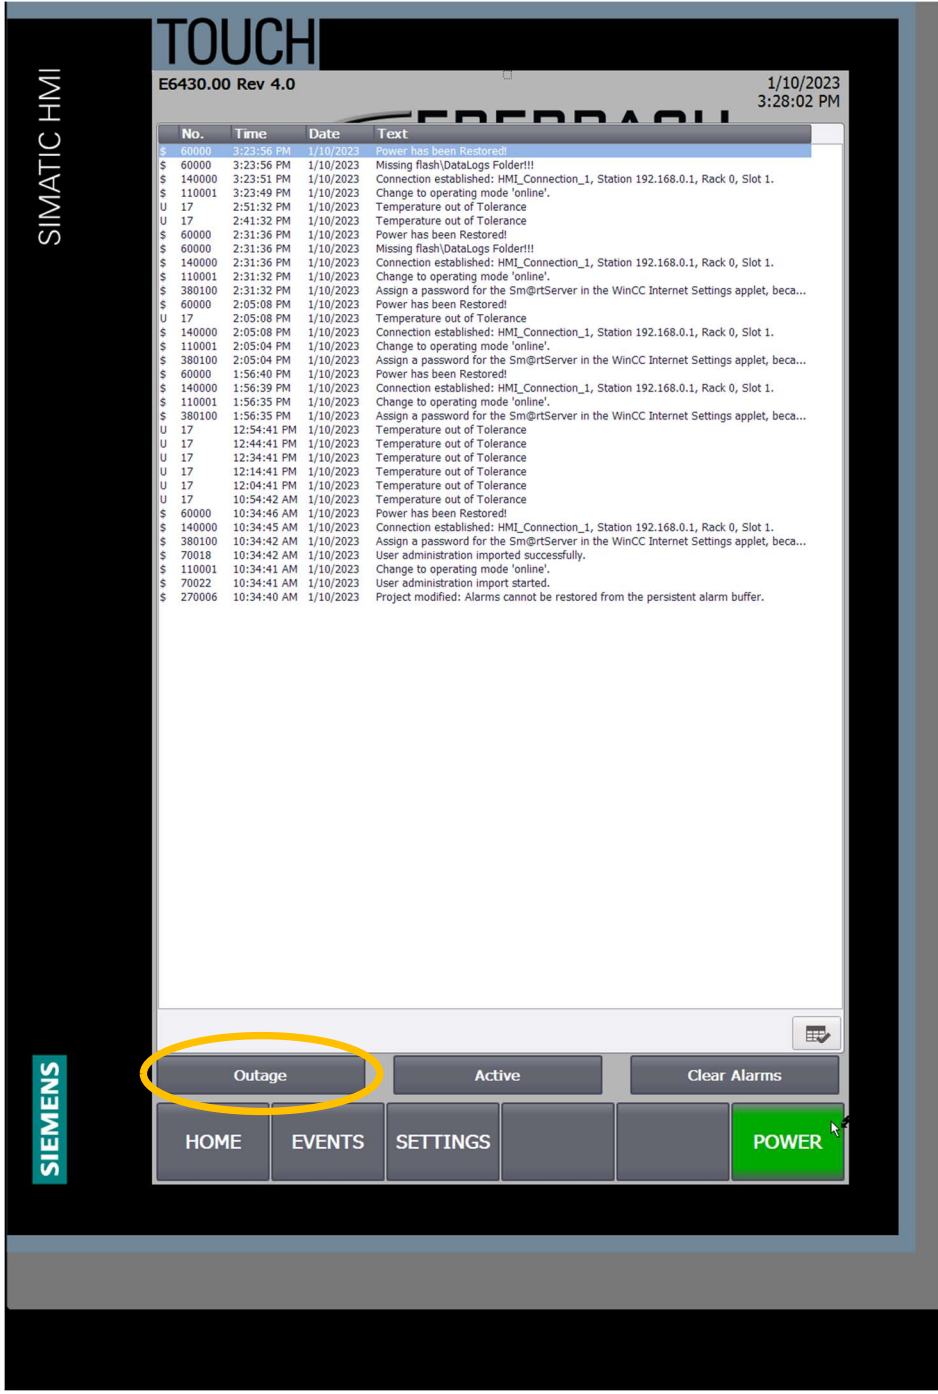 TOUCH
SIMATIC HMI
E6430.00 Rev 4.0
1/10/2023
3:28:02 PM
No. Time Date Text
$ 60000 3:23:56 PM 1/10/2023 Power has been Restored!
$ 60000 3:23:56 PM 1/10/2023 Missing flash\DataLogs Folder!!!
$ 140000 3:23:51 PM 1/10/2023 Connection established: HMI_Connection_1, Station 192.168.0.1, Rack 0, Slot 1.
$ 110001 3:23:49 PM 1/10/2023 Change to operating mode 'online'.
U 17 2:51:32 PM 1/10/2023 Temperature out of Tolerance
U 17 2:41:32 PM 1/10/2023 Temperature out of Tolerance
$ 60000 2:31:36 PM 1/10/2023 Power has been Restored!
$ 60000 2:31:36 PM 1/10/2023 Missing flash\DataLogs Folder!!!
$ 140000 2:31:36 PM 1/10/2023 Connection established: HMI_Connection_1, Station 192.168.0.1, Rack 0, Slot 1.
$ 110001 2:31:32 PM 1/10/2023 Change to operating mode 'online'.
$ 380100 2:31:32 PM 1/10/2023 Assign a password for the Sm@rtServer in the WinCC Internet Settings applet, beca...
$ 60000 2:05:08 PM 1/10/2023 Power has been Restored!
U 17 2:05:08 PM 1/10/2023 Temperature out of Tolerance
$ 140000 2:05:08 PM 1/10/2023 Connection established: HMI_Connection_1, Station 192.168.0.1, Rack 0, Slot 1.
$ 110001 2:05:04 PM 1/10/2023 Change to operating mode 'online'.
$ 380100 2:05:04 PM 1/10/2023 Assign a password for the Sm@rtServer in the WinCC Internet Settings applet, beca...
$ 60000 1:56:40 PM 1/10/2023 Power has been Restored!
$ 140000 1:56:39 PM 1/10/2023 Connection established: HMI_Connection_1, Station 192.168.0.1, Rack 0, Slot 1.
$ 110001 1:56:35 PM 1/10/2023 Change to operating mode 'online'.
$ 380100 1:56:35 PM 1/10/2023 Assign a password for the Sm@rtServer in the WinCC Internet Settings applet, beca...
U 17 12:54:41 PM 1/10/2023 Temperature out of Tolerance
U 17 12:44:41 PM 1/10/2023 Temperature out of Tolerance
U 17 12:34:41 PM 1/10/2023 Temperature out of Tolerance
U 17 12:14:41 PM 1/10/2023 Temperature out of Tolerance
U 17 12:04:41 PM 1/10/2023 Temperature out of Tolerance
U 17 10:54:42 AM 1/10/2023 Temperature out of Tolerance
$ 60000 10:34:46 AM 1/10/2023 Power has been Restored!
$ 140000 10:34:45 AM 1/10/2023 Connection established: HMI_Connection_1, Station 192.168.0.1, Rack 0, Slot 1.
$ 380100 10:34:42 AM 1/10/2023 Assign a password for the Sm@rtServer in the WinCC Internet Settings applet, beca...
$ 70018 10:34:42 AM 1/10/2023 User administration imported successfully.
$ 110001 10:34:41 AM 1/10/2023 Change to operating mode 'online'.
$ 70022 10:34:41 AM 1/10/2023 User administration import started.
$ 270006 10:34:40 AM 1/10/2023 Project modified: Alarms cannot be restored from the persistent alarm buffer.
Outage Active Clear Alarms
HOME EVENTS SETTINGS POWER
SIEMENS